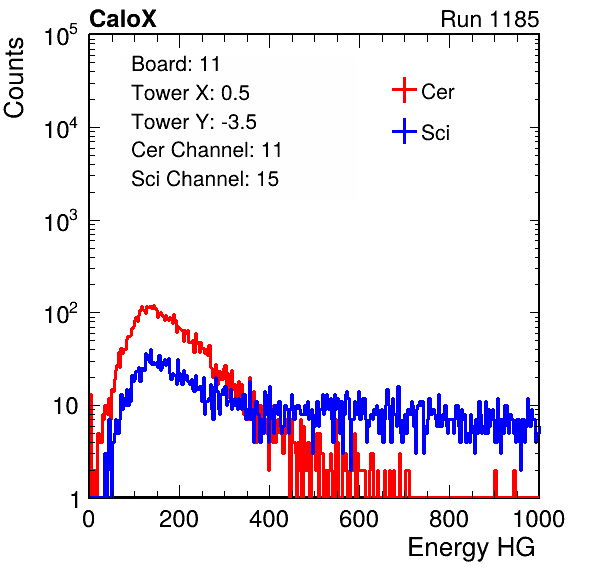 CaloX Run 1185
Counts
10^5
10^4
10^3
10^2
10
1
Board: 11
Tower X: 0.5
Tower Y: -3.5
Cer Channel: 11
Sci Channel: 15
Cer
Sci
0 200 400 600 800 1000
Energy HG